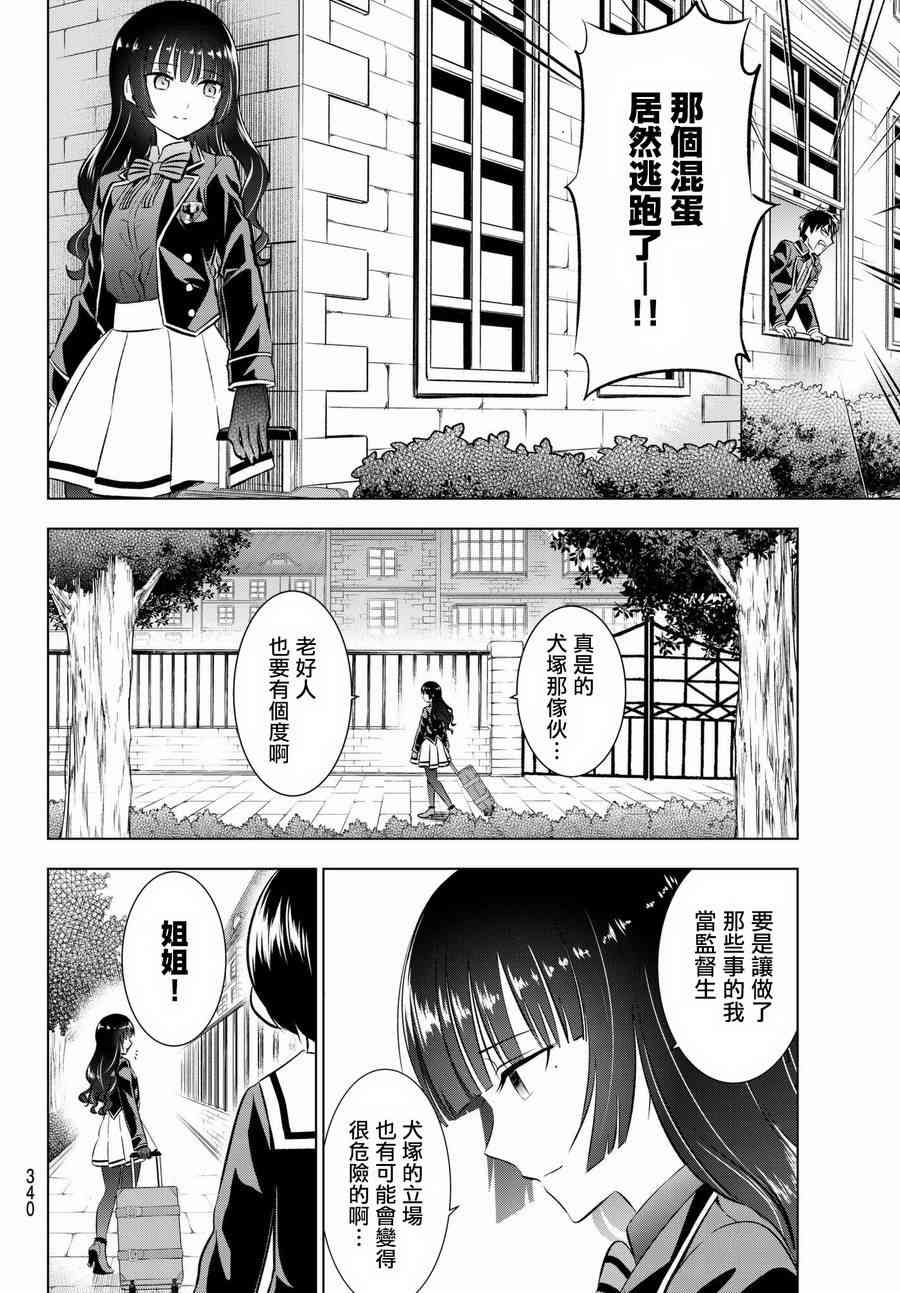 那個混蛋
居然逃跑了—!!
真是的
犬塚那傢伙…
老好人
也要有個度啊
要是讓做了
那些事的我
當監督生
犬塚的立場
也有可能會變得
很危險的啊…
姐姐！
340